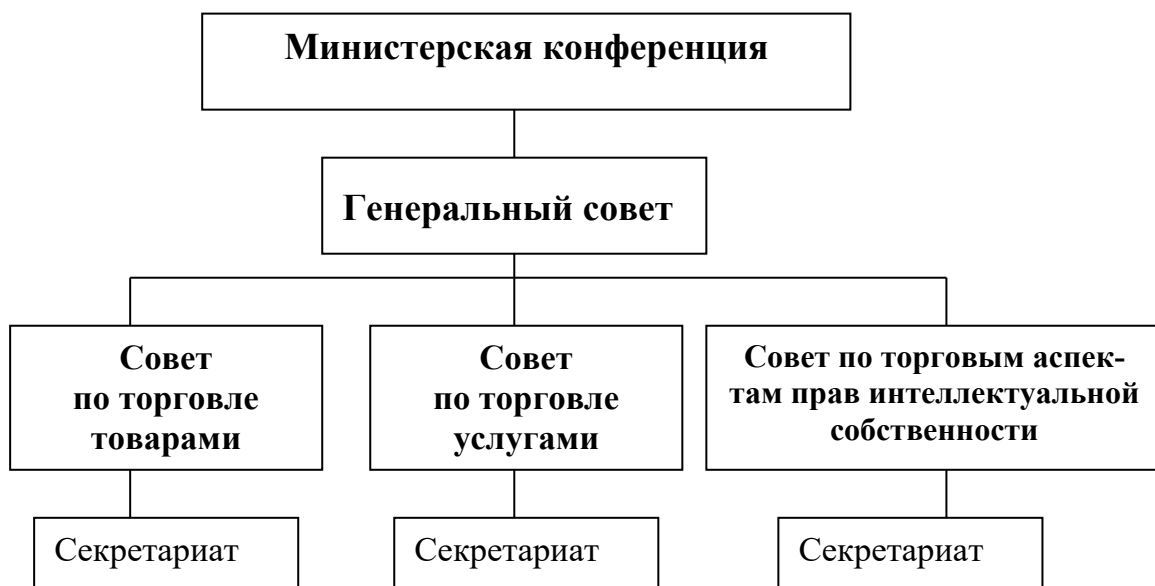 Министерская конференция
Генеральный совет
Совет
по торговле
товарами
Совет
по торговле
услугами
Совет по торговым аспек-
там прав интеллектуальной
собственности
Секретариат
Секретариат
Секретариат